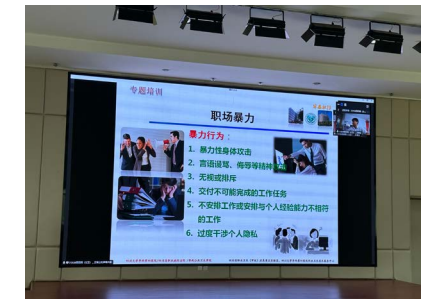 专题培训
职场暴力
暴力行为：
1. 暴力性身体攻击
2. 言语谩骂、侮辱等精神
3. 无视或排斥
4. 交付不可能完成的工作任务
5. 不安排工作或安排与个人经验能力不相符
的工作
6. 过度干涉个人隐私